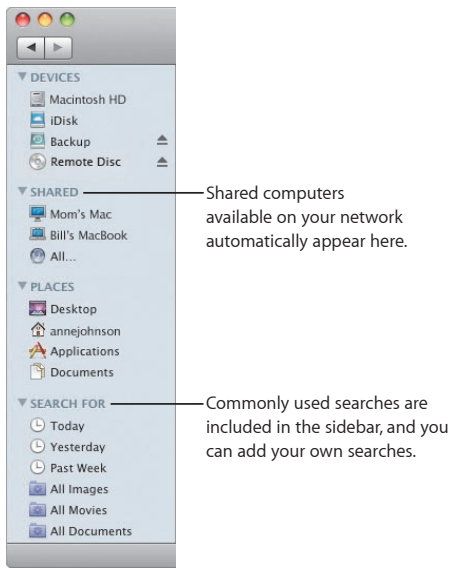 DEVICES
Macintosh HD
iDisk
Backup
Remote Disc
SHARED
Mom's Mac
Bill's MacBook
All...
Shared computers
available on your network
automatically appear here.
PLACES
Desktop
annejohnson
Applications
Documents
SEARCH FOR
Today
Yesterday
Past Week
All Images
All Movies
All Documents
Commonly used searches are
included in the sidebar, and you
can add your own searches.